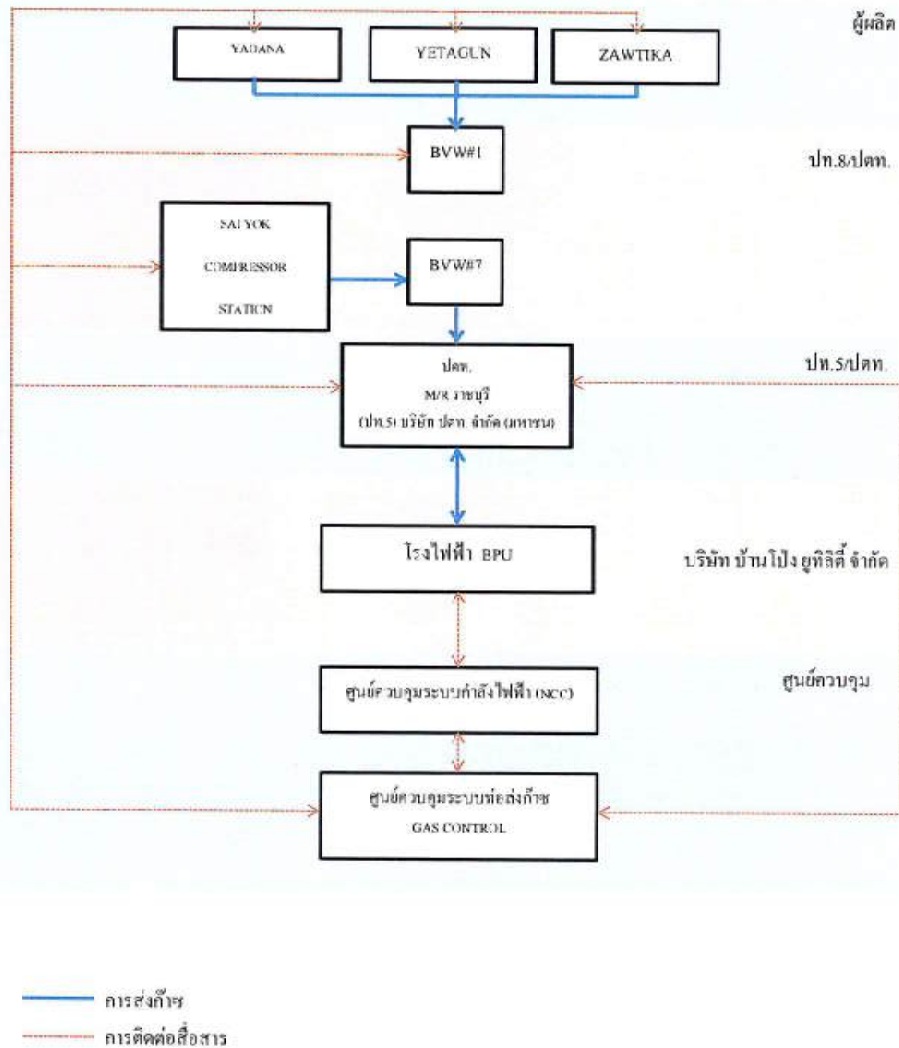 ผู้ผลิต
YADANA
YETAGUN
ZAWTIKA
BVW#1
ปท.8/ปตท.
SAI YOK
COMPRESSOR
STATION
BVW#7
ปตท.
M/R ราชบุรี
(ปท.5) บริษัท ปตท. จำกัด (มหาชน)
ปท.5/ปตท.
โรงไฟฟ้า BPU
บริษัท บ้านโป่ง ยูทิลิตี้ จำกัด
ศูนย์ควบคุมระบบกำลังไฟฟ้า (NCC)
ศูนย์ควบคุม
ศูนย์ควบคุมระบบท่อส่งก๊าซ
GAS CONTROL
การส่งก๊าซ
การติดต่อสื่อสาร